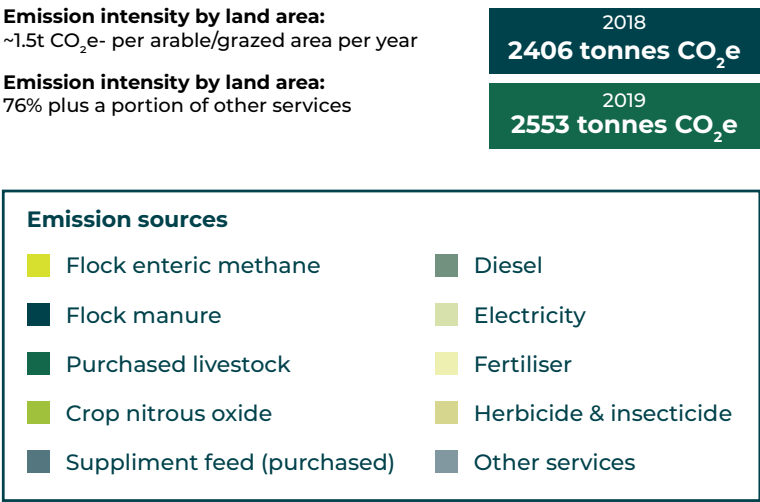 Emission intensity by land area:
~1.5t CO₂e- per arable/grazed area per year
Emission intensity by land area:
76% plus a portion of other services
2018
2406 tonnes CO₂e
2019
2553 tonnes CO₂e
Emission sources
Flock enteric methane
Flock manure
Purchased livestock
Crop nitrous oxide
Suppliment feed (purchased)
Diesel
Electricity
Fertiliser
Herbicide & insecticide
Other services